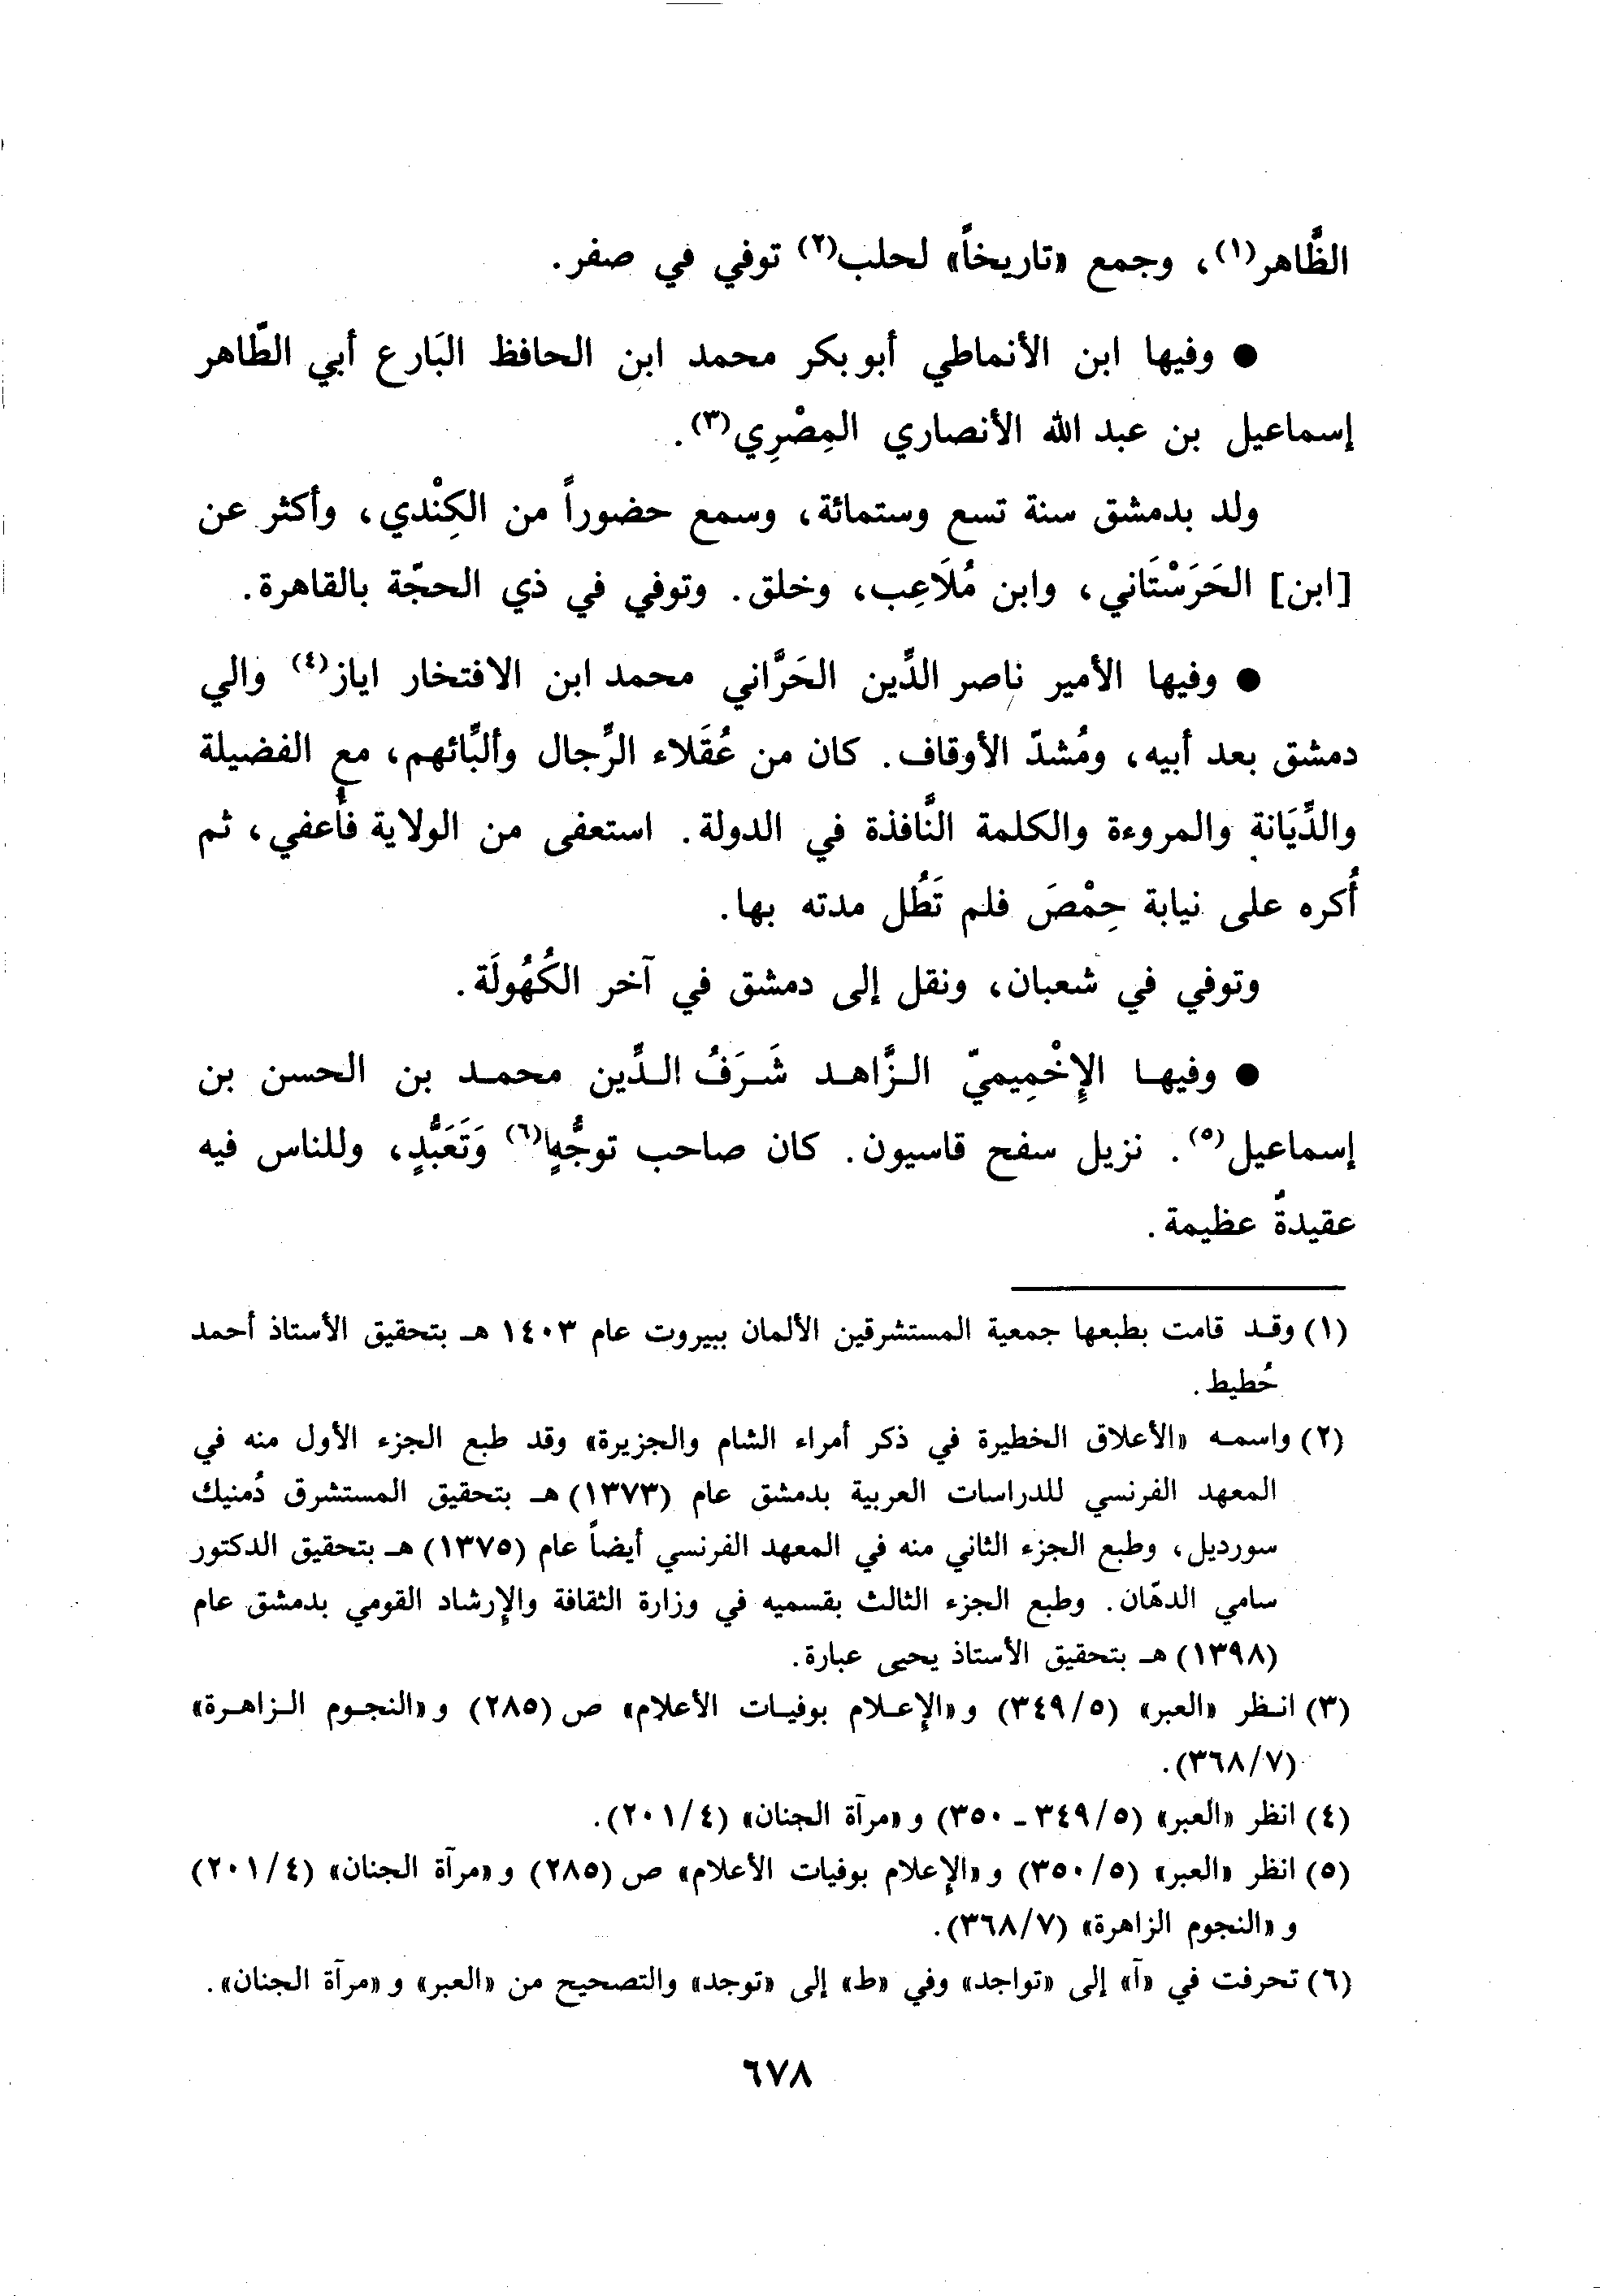 الظَّاهر(١)، وجمع «تاريخاً» لحلب(٢) توفي في صفر.
● وفيها ابن الأنماطي أبو بكر محمد ابن الحافظ البَارع أبي الطّاهر
إسماعيل بن عبد الله الأنصاري المِصْرِي(٣).
ولد بدمشق سنة تسع وستمائة، وسمع حضوراً من الكِنْدي، وأكثر عن
[ابن] الحَرَسْتَاني، وابن مُلَاعِب، وخلق. وتوفي في ذي الحجّة بالقاهرة.
● وفيها الأمير ناصر الدِّين الحَرَّاني محمد ابن الافتخار اياز(٤) والي
دمشق بعد أبيه، ومُشدّ الأوقاف. كان من عُقَلاء الرِّجال وألبَّائهم، مع الفضيلة
والدِّيَانة والمروءة والكلمة النَّافذة في الدولة. استعفى من الولاية فأُعفي، ثم
أُكره على نيابة حِمْصَ فلم تَطُل مدته بها.
وتوفي في شعبان، ونقل إلى دمشق في آخر الكُهُولَة.
● وفيها الإِخْمِيميّ الزَّاهد شَرَفُ الدِّين محمد بن الحسن بن
إسماعيل(٥). نزيل سفح قاسيون. كان صاحب توجُّهٍا(٦) وَتَعَبُّدٍ، وللناس فيه
عقيدةٌ عظيمة.
(١) وقد قامت بطبعها جمعية المستشرقين الألمان ببيروت عام ١٤٠٣ هـ بتحقيق الأستاذ أحمد
حُطيط.
(٢) واسمه «الأعلاق الخطيرة في ذكر أمراء الشام والجزيرة» وقد طبع الجزء الأول منه في
المعهد الفرنسي للدراسات العربية بدمشق عام (١٣٧٣) هـ بتحقيق المستشرق دُمنيك
سورديل، وطبع الجزء الثاني منه في المعهد الفرنسي أيضاً عام (١٣٧٥) هـ بتحقيق الدكتور
سامي الدهّان. وطبع الجزء الثالث بقسميه في وزارة الثقافة والإرشاد القومي بدمشق عام
(١٣٩٨) هـ بتحقيق الأستاذ يحيى عبارة.
(٣) انظر «العبر» (٣٤٩/٥) و«الإعلام بوفيات الأعلام» ص (٢٨٥) و«النجوم الزاهرة»
(٣٦٨/٧).
(٤) انظر «العبر» (٣٤٩/٥ ـ ٣٥٠) و«مرآة الجنان» (٢٠١/٤).
(٥) انظر «العبر» (٣٥٠/٥) و«الإعلام بوفيات الأعلام» ص (٢٨٥) و«مرآة الجنان» (٢٠١/٤)
و«النجوم الزاهرة» (٣٦٨/٧).
(٦) تحرفت في «آ» إلى «تواجد» وفي «ط» إلى «توجد» والتصحيح من «العبر» و«مرآة الجنان».
٦٧٨